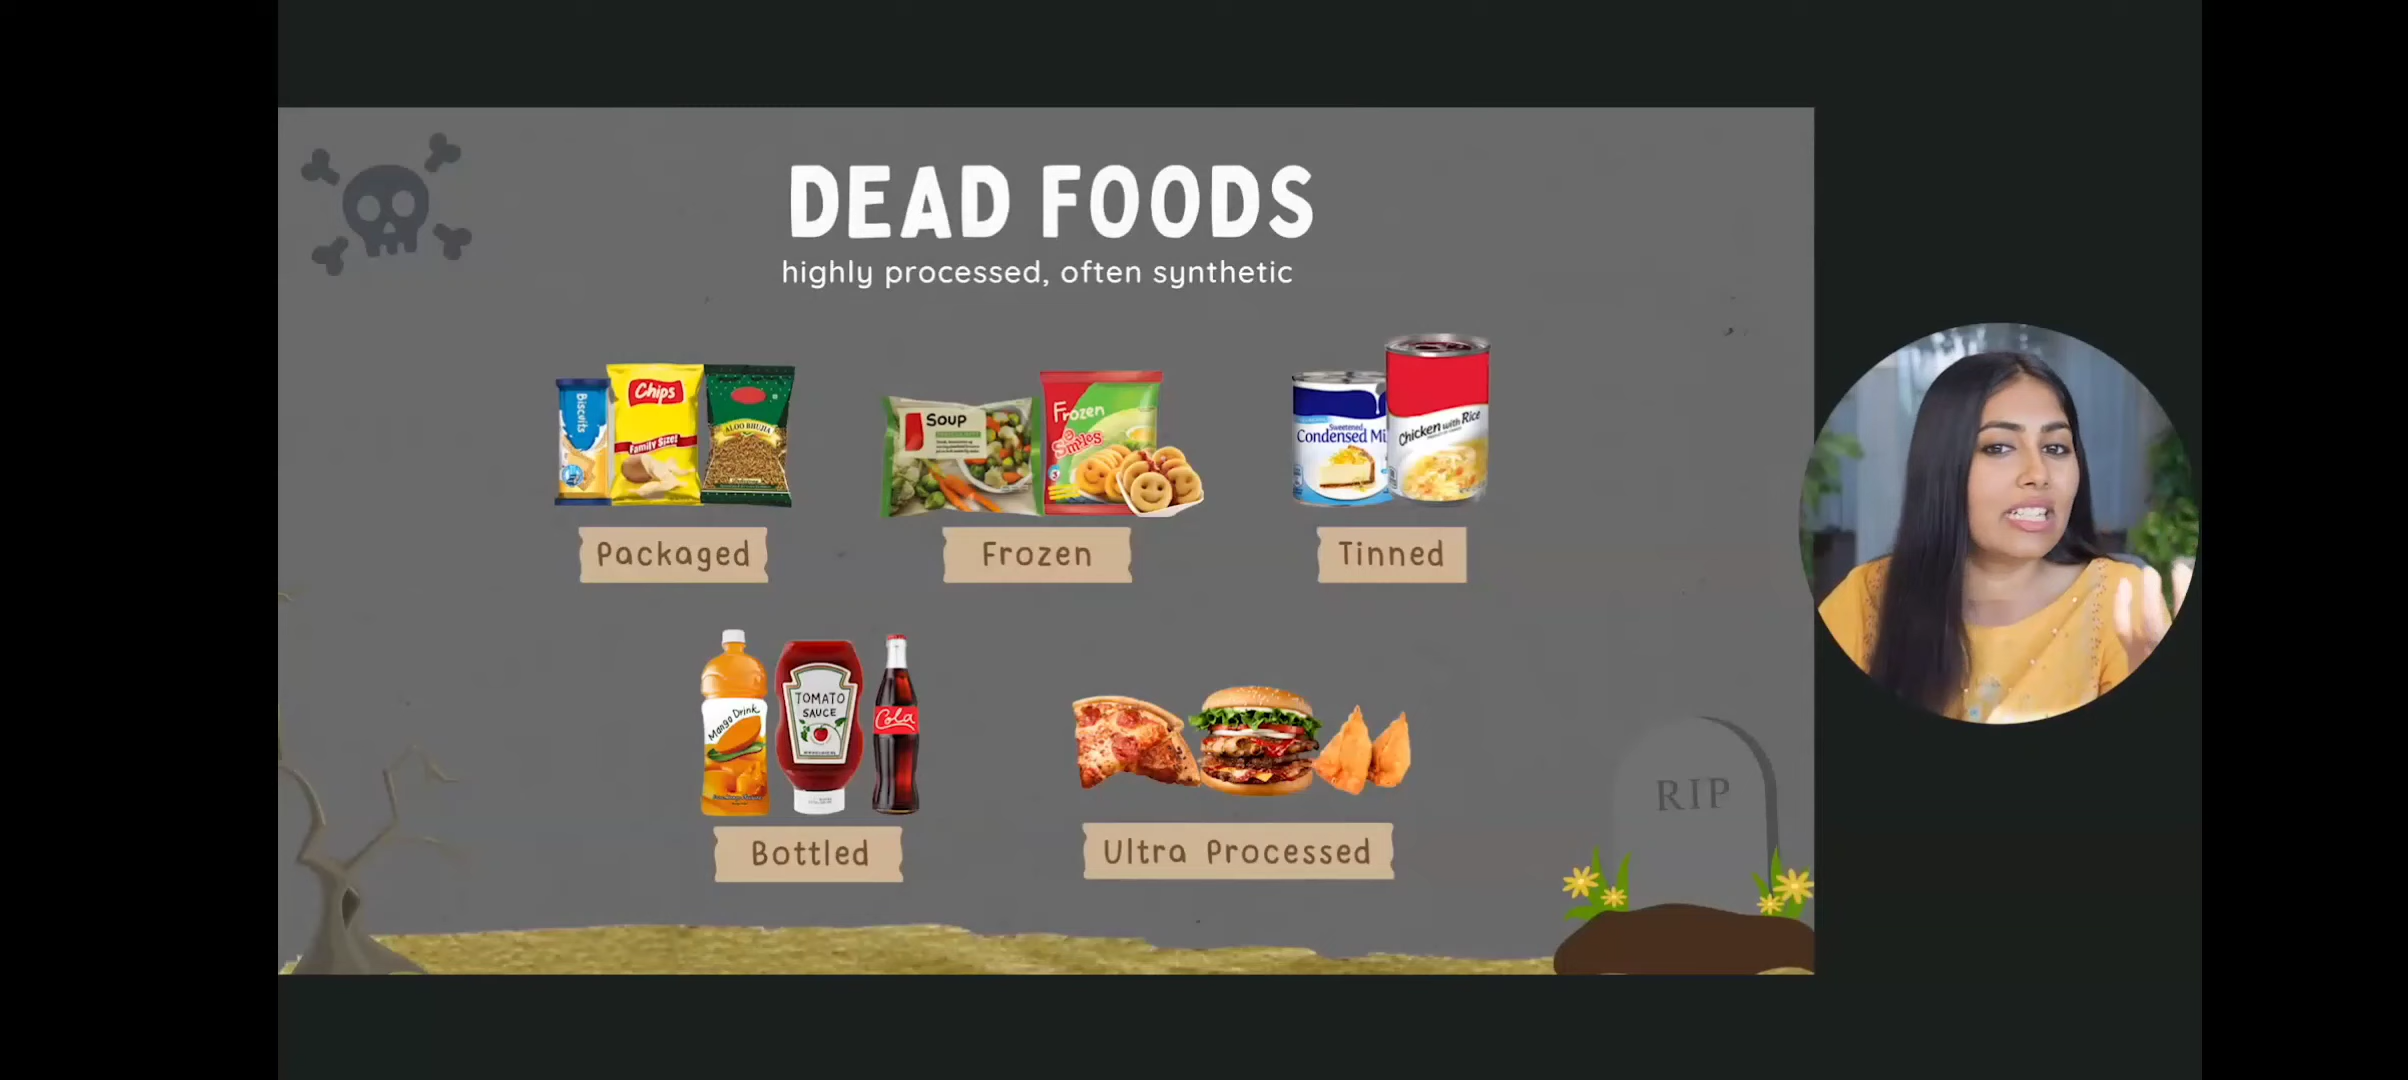 DEAD FOODS
highly processed, often synthetic
Biscuits
Chips
Family Size!
ALOO BHUJIA
Soup
Frozen
Smiles
Sweetened
Condensed Mi
Chicken with Rice
Packaged
Frozen
Tinned
Mango Drink
TOMATO
SAUCE
Cola
Bottled
Ultra Processed
RIP